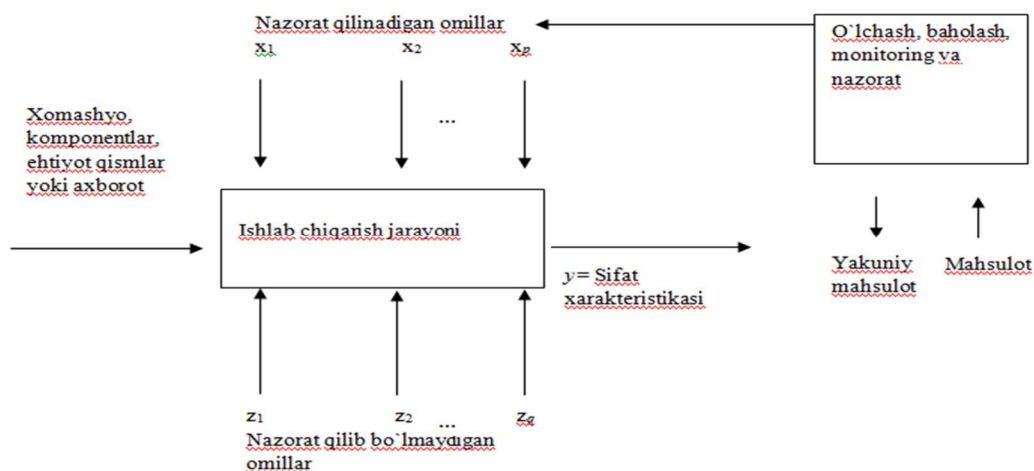 Nazorat qilinadigan omillar
x1 x2 xp
O`lchash, baholash,
monitoring va
nazorat
Xomashyo,
komponentlar,
ehtiyot qismlar
yoki axborot
...
Ishlab chiqarish jarayoni
y= Sifat
xarakteristikasi
Yakuniy
mahsulot
Mahsulot
z1 z2 ... zq
Nazorat qilib bo`lmaydigan
omillar